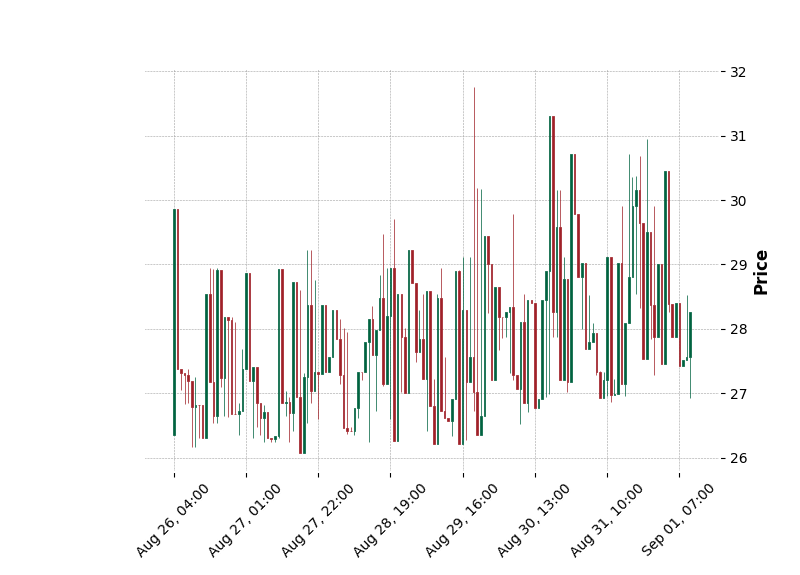 32
31
30
29
28
27
26
Price
Aug 26, 04:00
Aug 27, 01:00
Aug 27, 22:00
Aug 28, 19:00
Aug 29, 16:00
Aug 30, 13:00
Aug 31, 10:00
Sep 01, 07:00